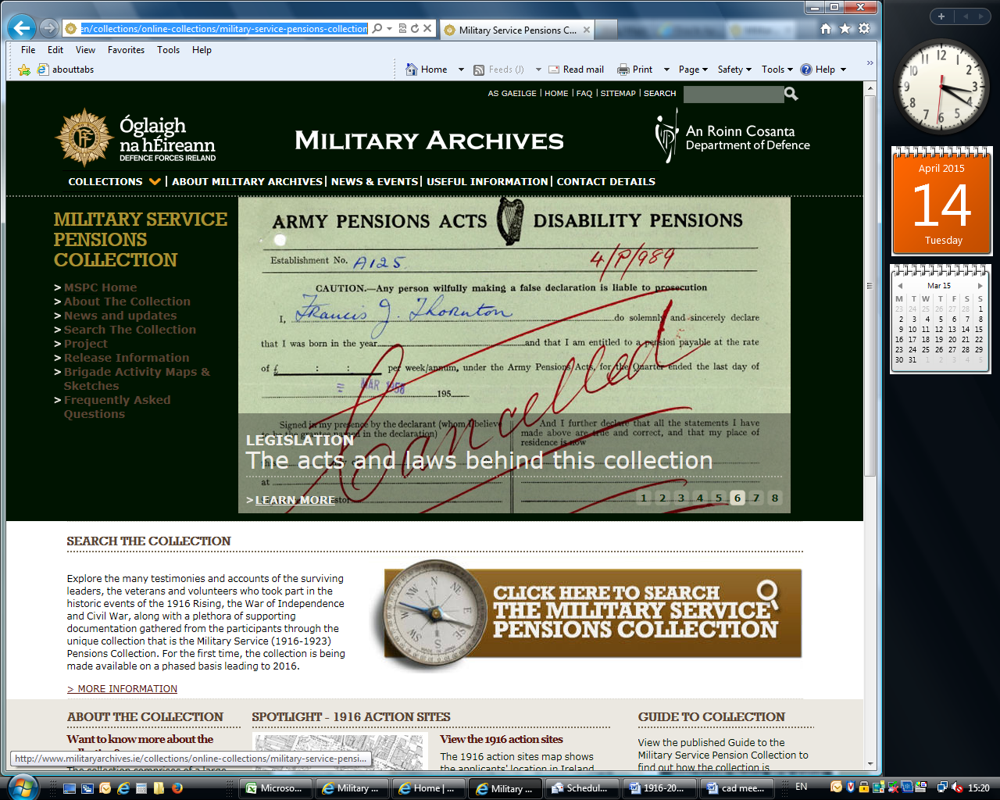 en/collections/online-collections/military-service-pensions-collection
Military Service Pensions C...
File Edit View Favorites Tools Help
abouttabs
Home Feeds (J) Read mail Print Page Safety Tools Help
AS GAEILGE | HOME | FAQ | SITEMAP | SEARCH
Óglaigh
na hÉireann
DEFENCE FORCES IRELAND
MILITARY ARCHIVES
An Roinn Cosanta
Department of Defence
COLLECTIONS | ABOUT MILITARY ARCHIVES | NEWS & EVENTS | USEFUL INFORMATION | CONTACT DETAILS
MILITARY SERVICE
PENSIONS
COLLECTION
> MSPC Home
> About The Collection
> News and updates
> Search The Collection
> Project
> Release Information
> Brigade Activity Maps &
Sketches
> Frequently Asked
Questions
ARMY PENSIONS ACTS DISABILITY PENSIONS
Establishment No. A125 4/P/989
CAUTION.—Any person wilfully making a false declaration is liable to prosecution
I, Francis J. Thornton do solemnly and sincerely declare
that I was born in the year and that I am entitled to a pension payable at the rate
of £ : : per week/annum, under the Army Pensions Acts, for the Quarter ended the last day of
MAR 1958 195
Cancelled
Signed in my presence by the declarant (whom I believe
to be the grantee named in the declaration)
And I further declare that all the statements I have
made above are true and correct, and that my place of
residence is now
at
LEGISLATION
The acts and laws behind this collection
> LEARN MORE
1 2 3 4 5 6 7 8
SEARCH THE COLLECTION
Explore the many testimonies and accounts of the surviving
leaders, the veterans and volunteers who took part in the
historic events of the 1916 Rising, the War of Independence
and Civil War, along with a plethora of supporting
documentation gathered from the participants through the
unique collection that is the Military Service (1916-1923)
Pensions Collection. For the first time, the collection is being
made available on a phased basis leading to 2016.
> MORE INFORMATION
N NE E SE S SW W NW
CLICK HERE TO SEARCH
THE MILITARY SERVICE
PENSIONS COLLECTION
ABOUT THE COLLECTION
Want to know more about the
SPOTLIGHT - 1916 ACTION SITES
View the 1916 action sites
The 1916 action sites map shows
the applicants' location in Ireland
GUIDE TO COLLECTION
View the published Guide to the
Military Service Pension Collection to
find out how the collection is
http://www.militaryarchives.ie/collections/online-collections/military-service-pensi...
The collection comprises of a large
12 1 2 3 4 5 6 7 8 9 10 11
April 2015
14
Tuesday
Mar 15
M T W T F S S
23 24 25 26 27 28 1
2 3 4 5 6 7 8
9 10 11 12 13 14 15
16 17 18 19 20 21 22
23 24 25 26 27 28 29
30 31 1 2 3 4 5
Microso... Military ... Home | ... Military ... Schedul... 1916-20... cad mee... EN 15:20